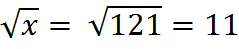 √x = √121 = 11